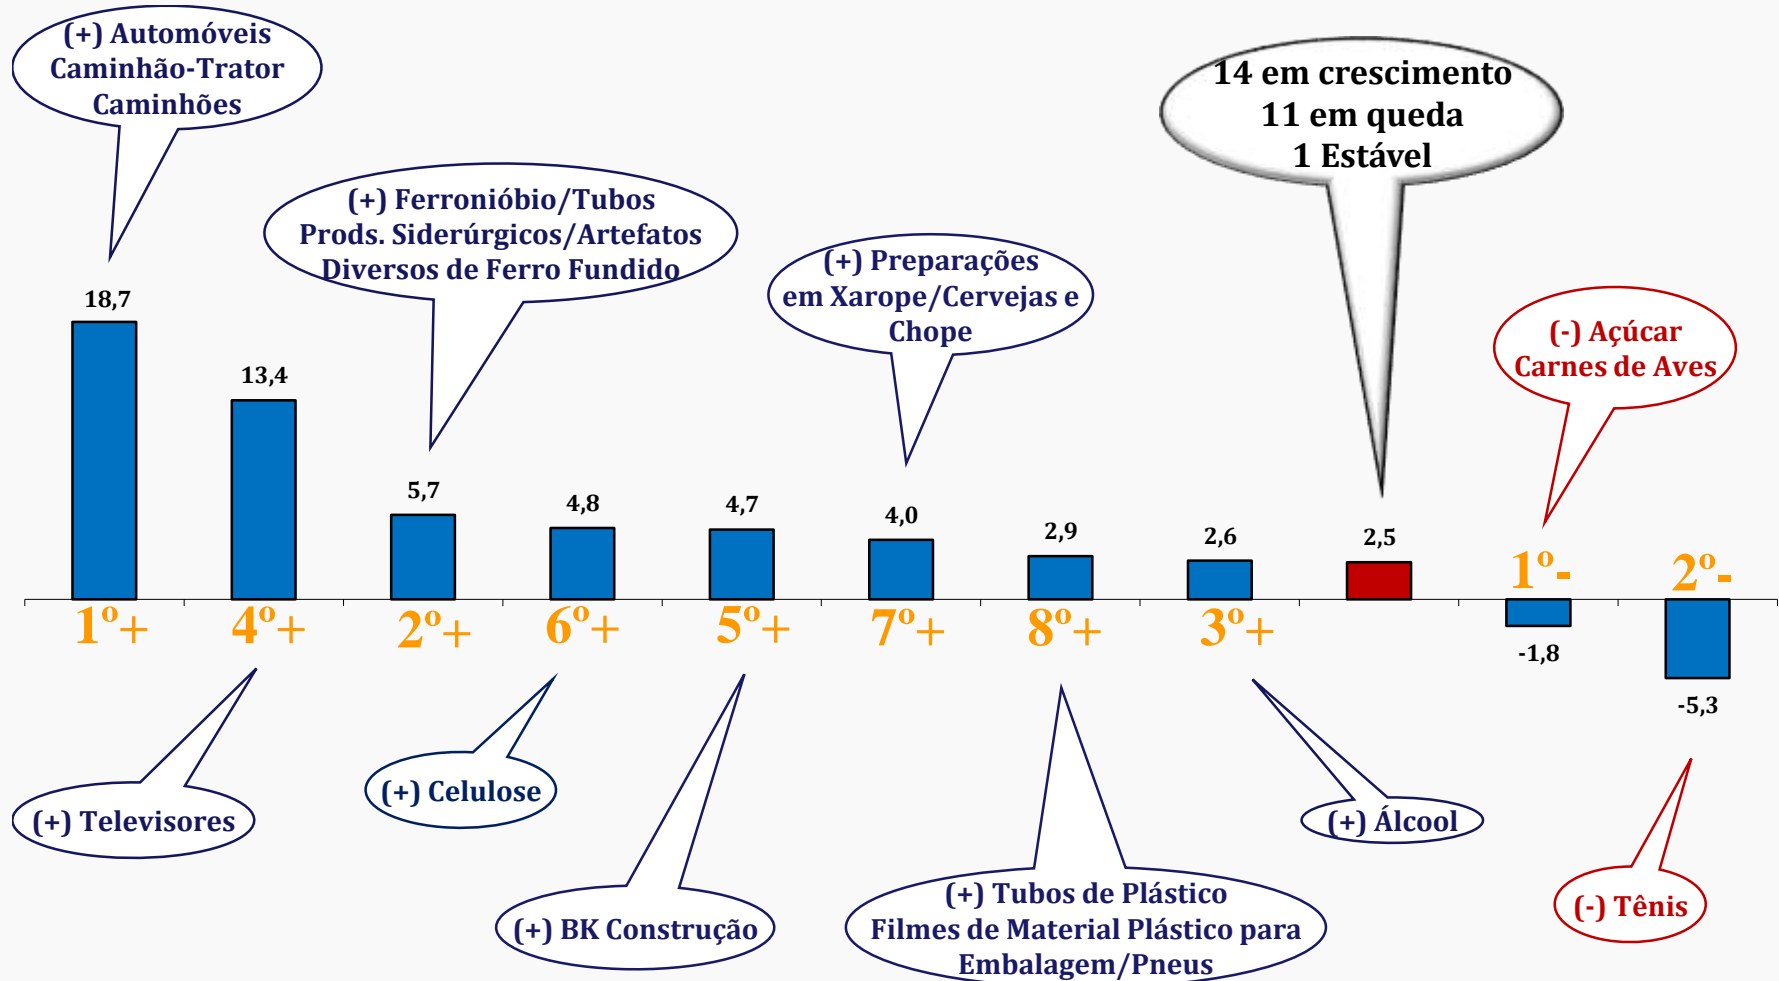 (+) Automóveis
Caminhão-Trator
Caminhões
14 em crescimento
11 em queda
1 Estável
(+) Ferronióbio/Tubos
Prods. Siderúrgicos/Artefatos
Diversos de Ferro Fundido
(+) Preparações
em Xarope/Cervejas e
Chope
(-) Açúcar
Carnes de Aves
18,7
13,4
5,7
4,8
4,7
4,0
2,9
2,6
2,5
1º-
2º-
1º+
4º+
2º+
6º+
5º+
7º+
8º+
3º+
-1,8
-5,3
(+) Televisores
(+) Celulose
(+) BK Construção
(+) Tubos de Plástico
Filmes de Material Plástico para
Embalagem/Pneus
(+) Álcool
(-) Tênis